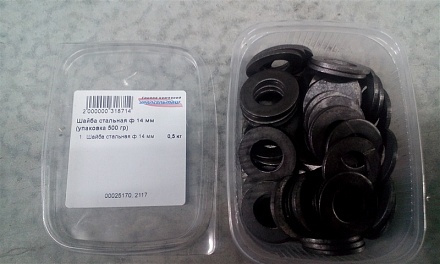 2 000000 318714
Шайба стальная ф 14 мм
(упаковка 500 гр)
1 Шайба стальная ф 14 мм 0,5 кг
00025170, 2117